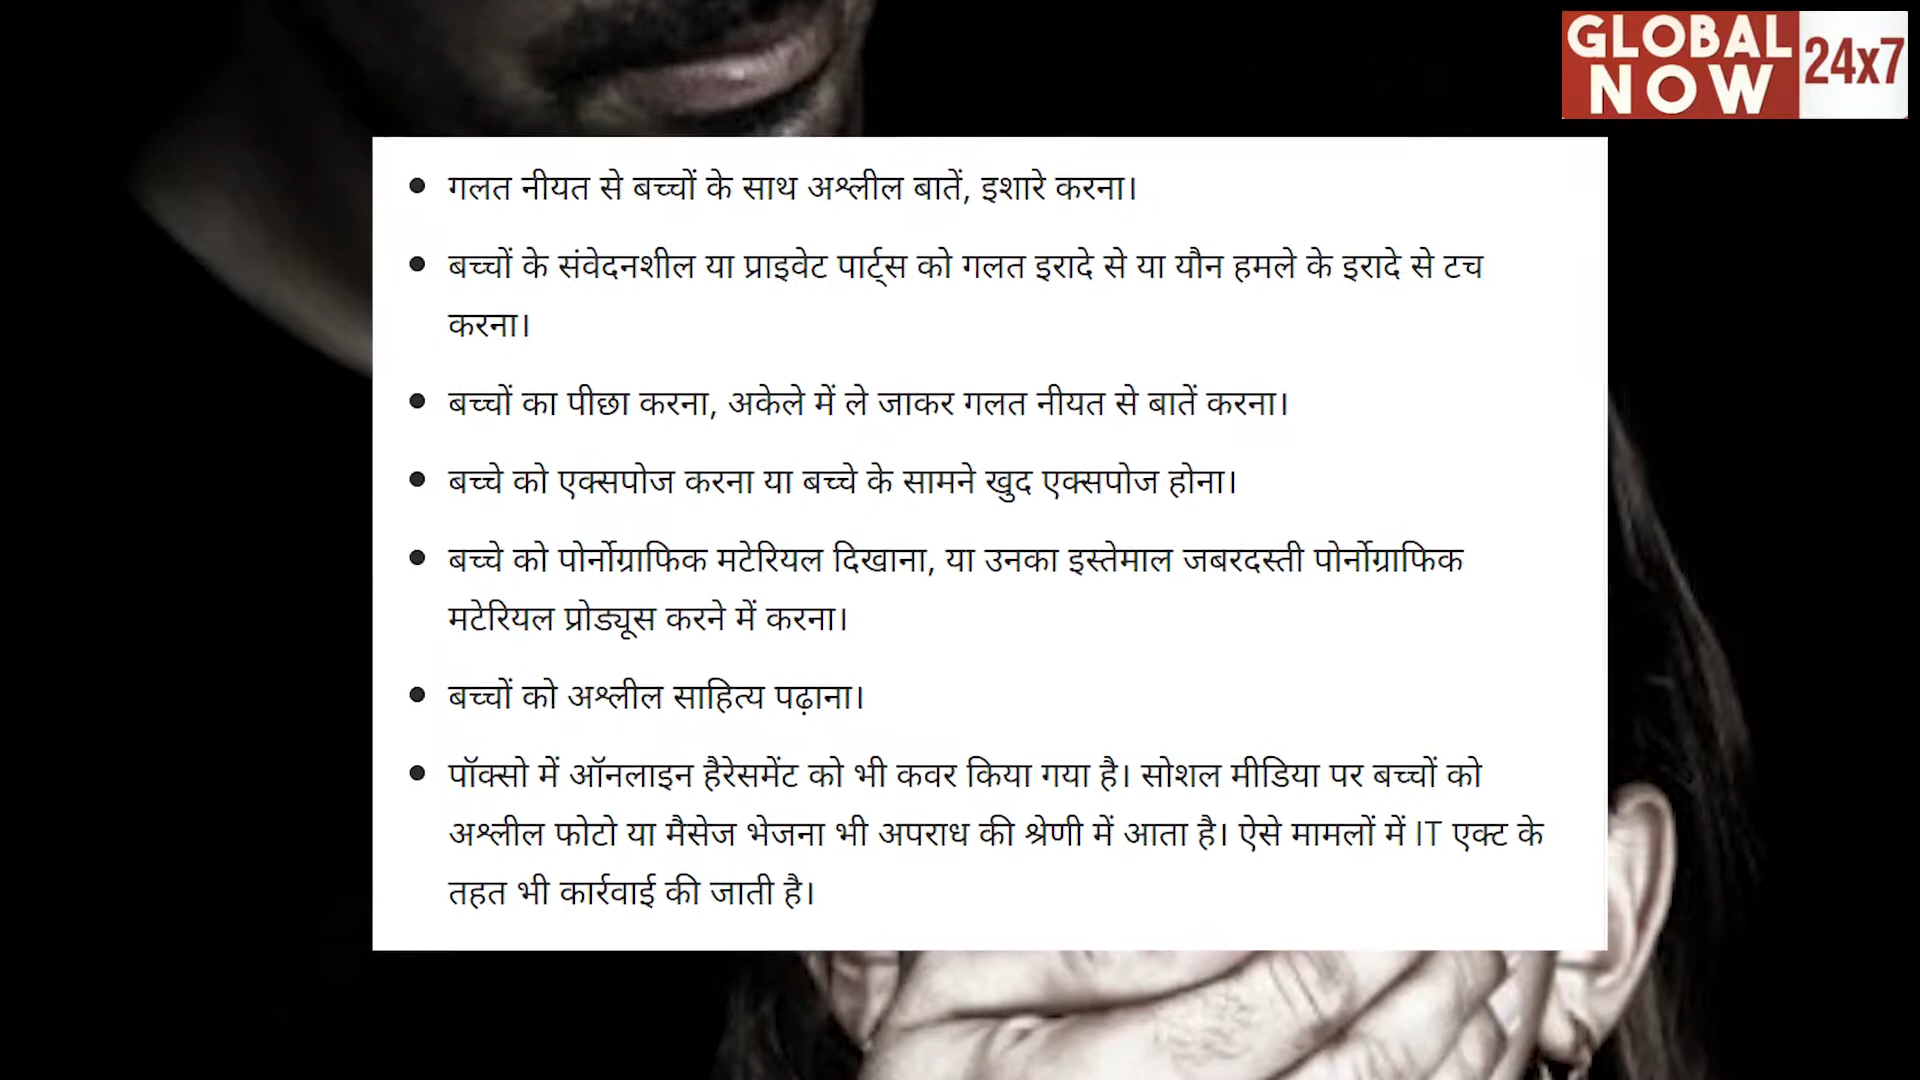 GLOBAL
NOW
24x7
गलत नीयत से बच्चों के साथ अश्लील बातें, इशारे करना।
बच्चों के संवेदनशील या प्राइवेट पार्ट्स को गलत इरादे से या यौन हमले के इरादे से टच
करना।
बच्चों का पीछा करना, अकेले में ले जाकर गलत नीयत से बातें करना।
बच्चे को एक्सपोज करना या बच्चे के सामने खुद एक्सपोज होना।
बच्चे को पोर्नोग्राफिक मटेरियल दिखाना, या उनका इस्तेमाल जबरदस्ती पोर्नोग्राफिक
मटेरियल प्रोड्यूस करने में करना।
बच्चों को अश्लील साहित्य पढ़ाना।
पॉक्सो में ऑनलाइन हैरेसमेंट को भी कवर किया गया है। सोशल मीडिया पर बच्चों को
अश्लील फोटो या मैसेज भेजना भी अपराध की श्रेणी में आता है। ऐसे मामलों में IT एक्ट के
तहत भी कार्रवाई की जाती है।